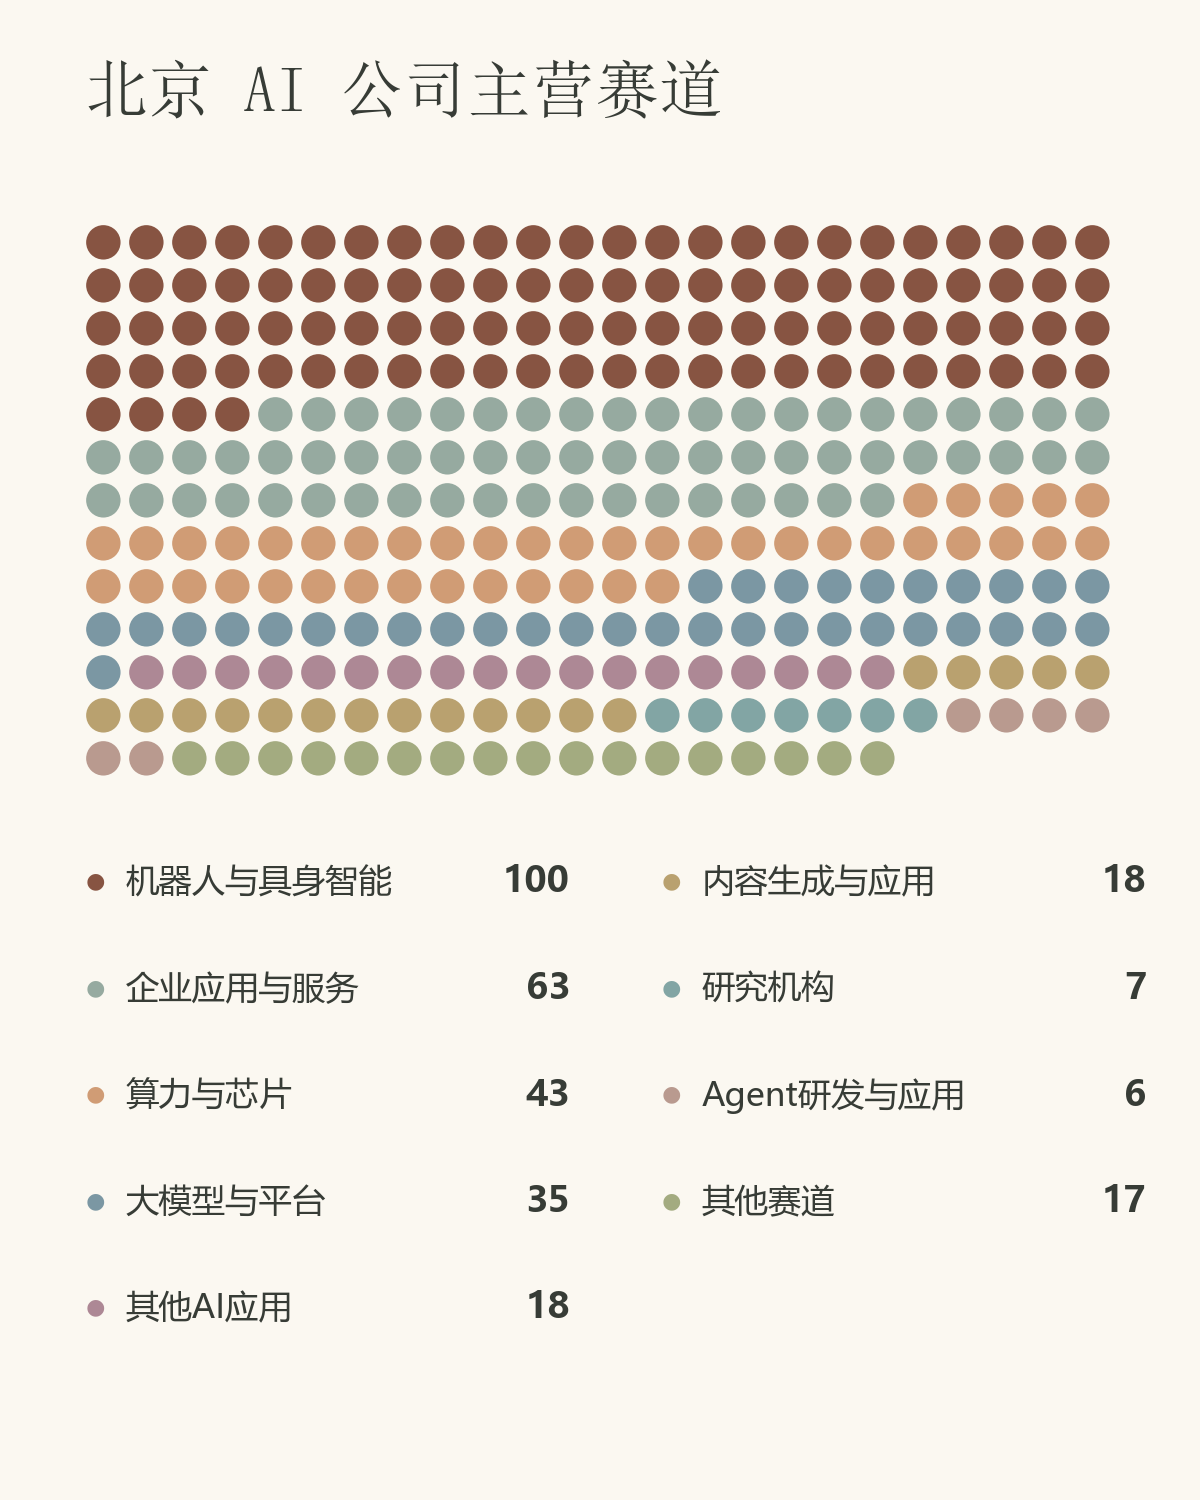 北京 AI 公司主营赛道
机器人与具身智能 100
企业应用与服务 63
算力与芯片 43
大模型与平台 35
其他AI应用 18
内容生成与应用 18
研究机构 7
Agent研发与应用 6
其他赛道 17